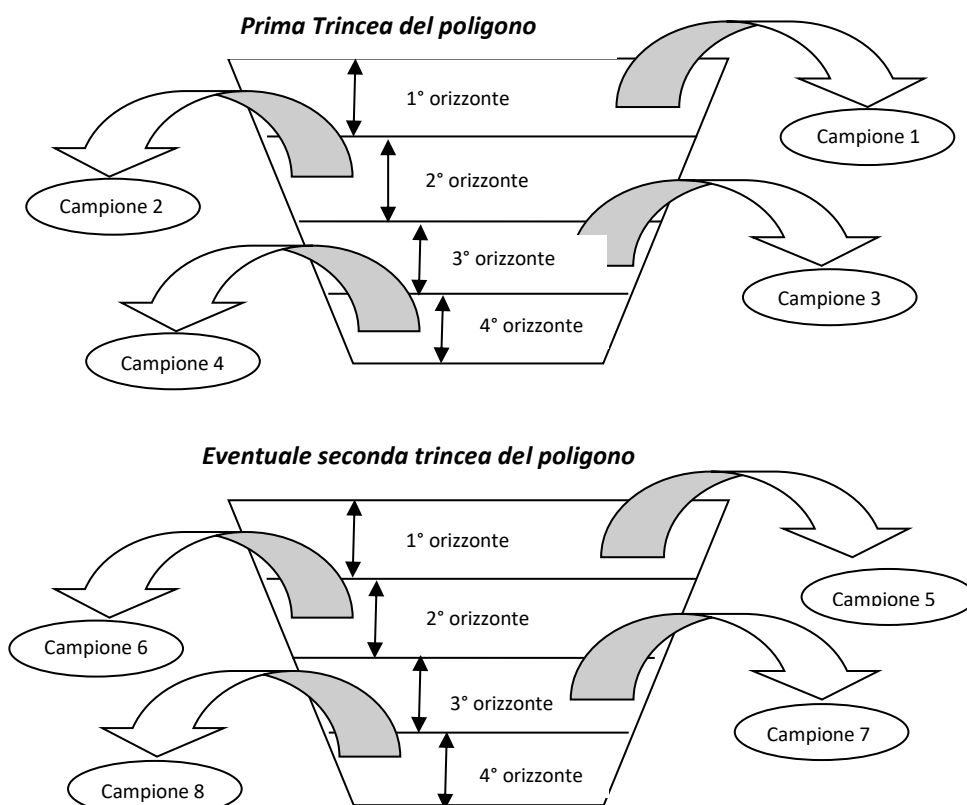 Prima Trincea del poligono
1° orizzonte
Campione 1
2° orizzonte
Campione 2
3° orizzonte
Campione 3
4° orizzonte
Campione 4
Eventuale seconda trincea del poligono
1° orizzonte
Campione 5
2° orizzonte
Campione 6
3° orizzonte
Campione 7
4° orizzonte
Campione 8